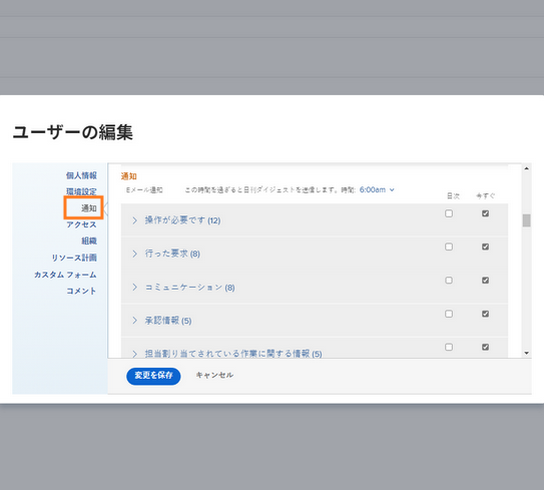 ユーザーの編集
個人情報
環境設定
通知
アクセス
組織
リソース計画
カスタム フォーム
コメント
通知
Eメール通知 この時間を過ぎると日刊ダイジェストを送信します。時間: 6:00am
日次 今すぐ
操作が必要です (12)
行った要求 (8)
コミュニケーション (8)
承認情報 (5)
担当割り当てされている作業に関する情報 (5)
変更を保存 キャンセル